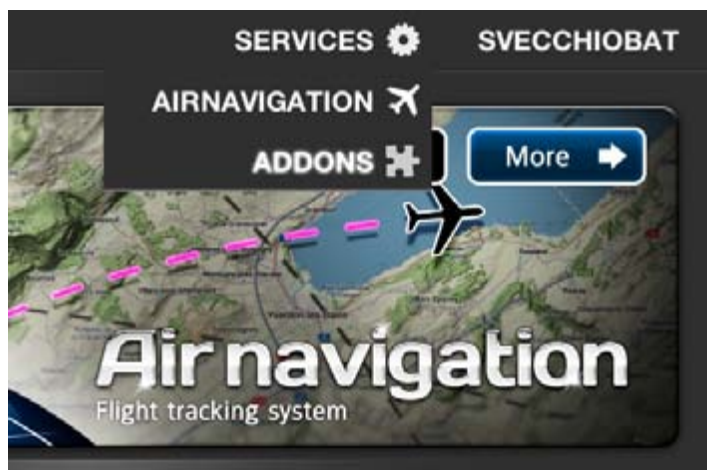 SERVICES SVECCHIOBAT
AIRNAVIGATION
ADDONS
More
Air navigation
Flight tracking system